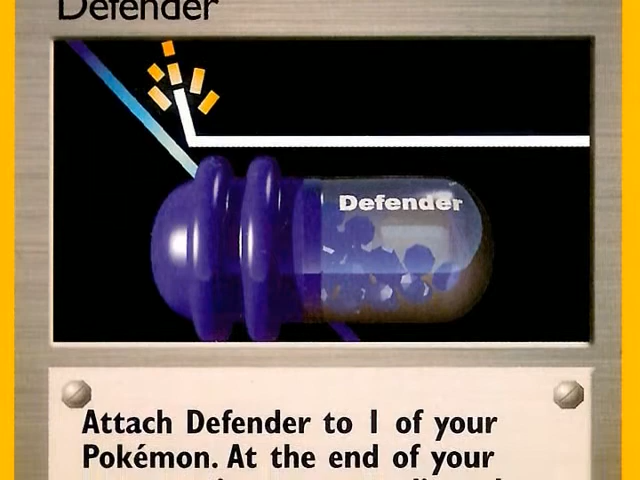 Defender
Defender
Attach Defender to 1 of your
Pokémon. At the end of your